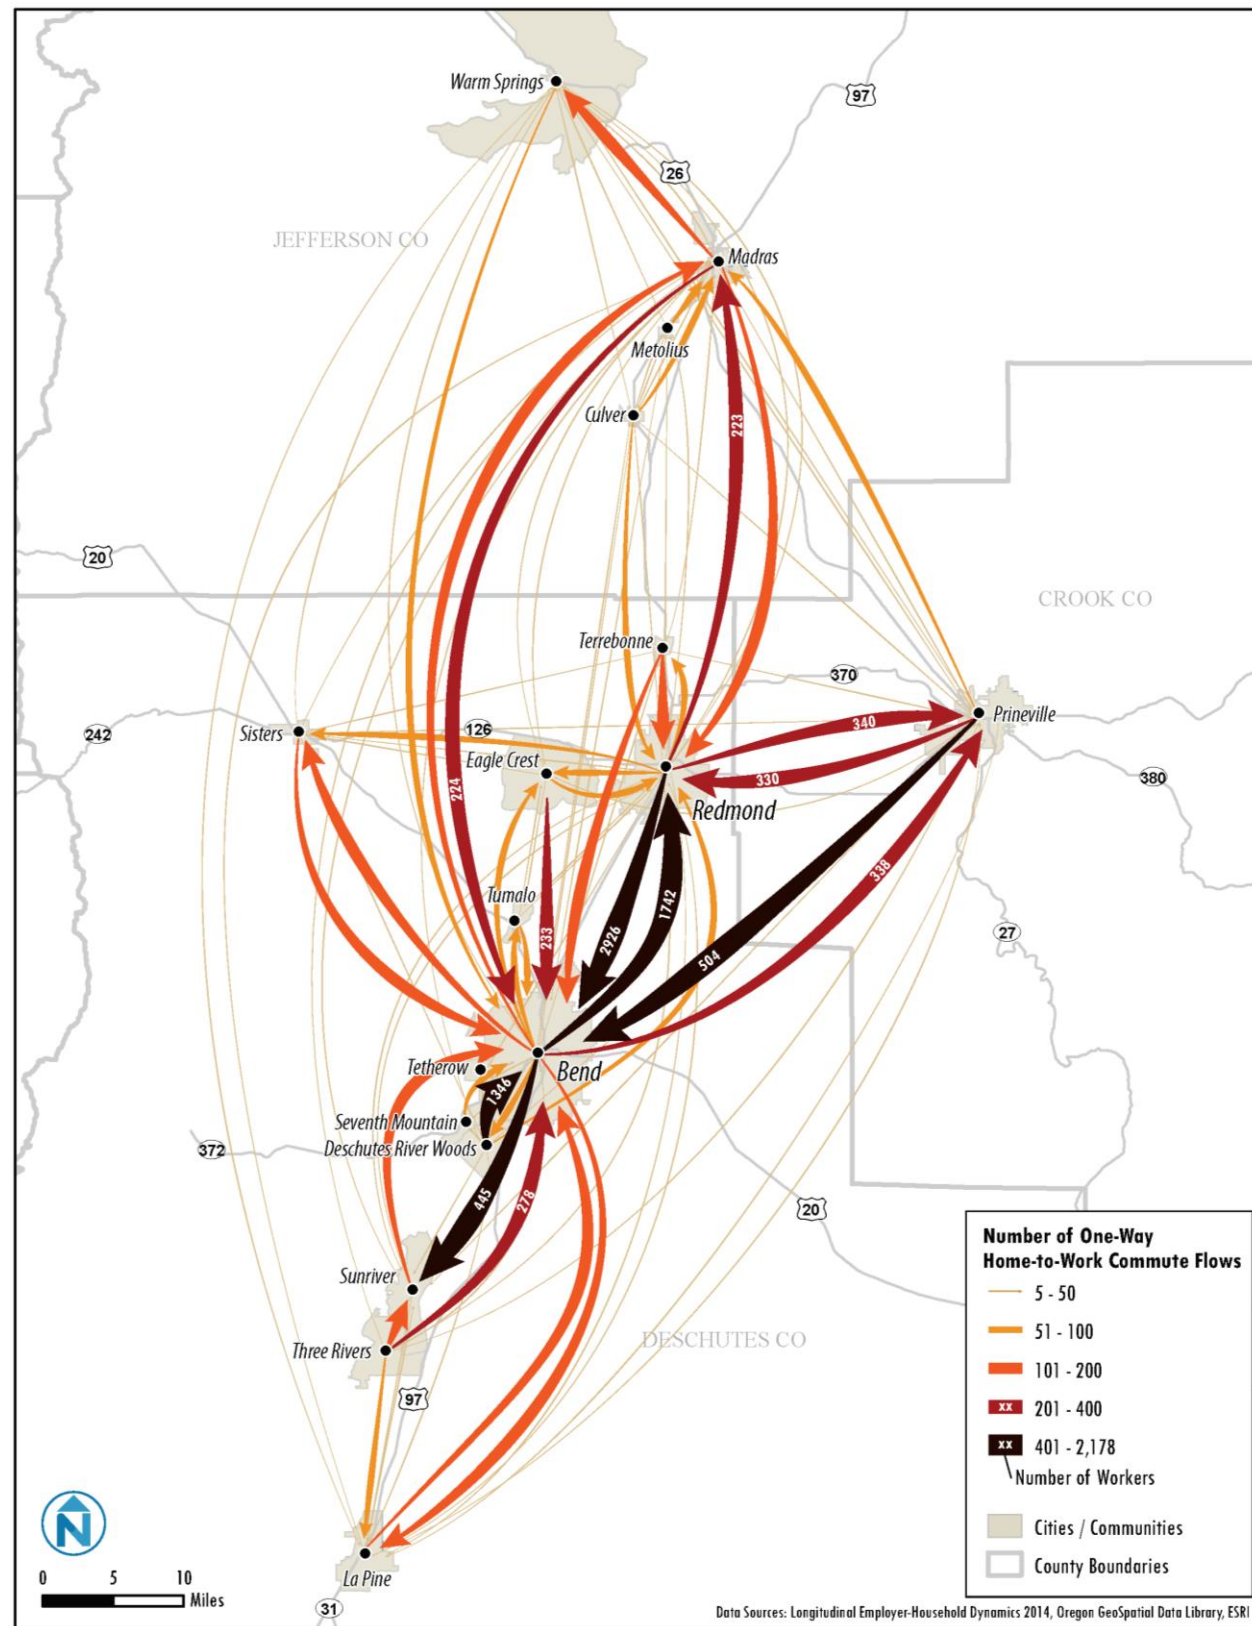 Warm Springs
97
26
JEFFERSON CO
Madras
Metolius
Culver
223
20
CROOK CO
Terrebonne
370
Prineville
340
Sisters
242
126
Eagle Crest
330
380
224
Redmond
338
Tumalo
233
2926
1742
504
27
Tetherow
Bend
1346
Seventh Mountain
Deschutes River Woods
372
445
278
20
Sunriver
Three Rivers
DESCHUTES CO
97
La Pine
31
N
0 5 10
Miles
Number of One-Way
Home-to-Work Commute Flows
5 - 50
51 - 100
101 - 200
xx 201 - 400
xx 401 - 2,178
Number of Workers
Cities / Communities
County Boundaries
Data Sources: Longitudinal Employer-Household Dynamics 2014, Oregon GeoSpatial Data Library, ESRI